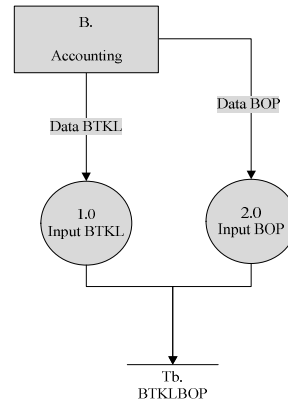 B.
Accounting
Data BTKL
Data BOP
1.0
Input BTKL
2.0
Input BOP
Tb.
BTKLBOP